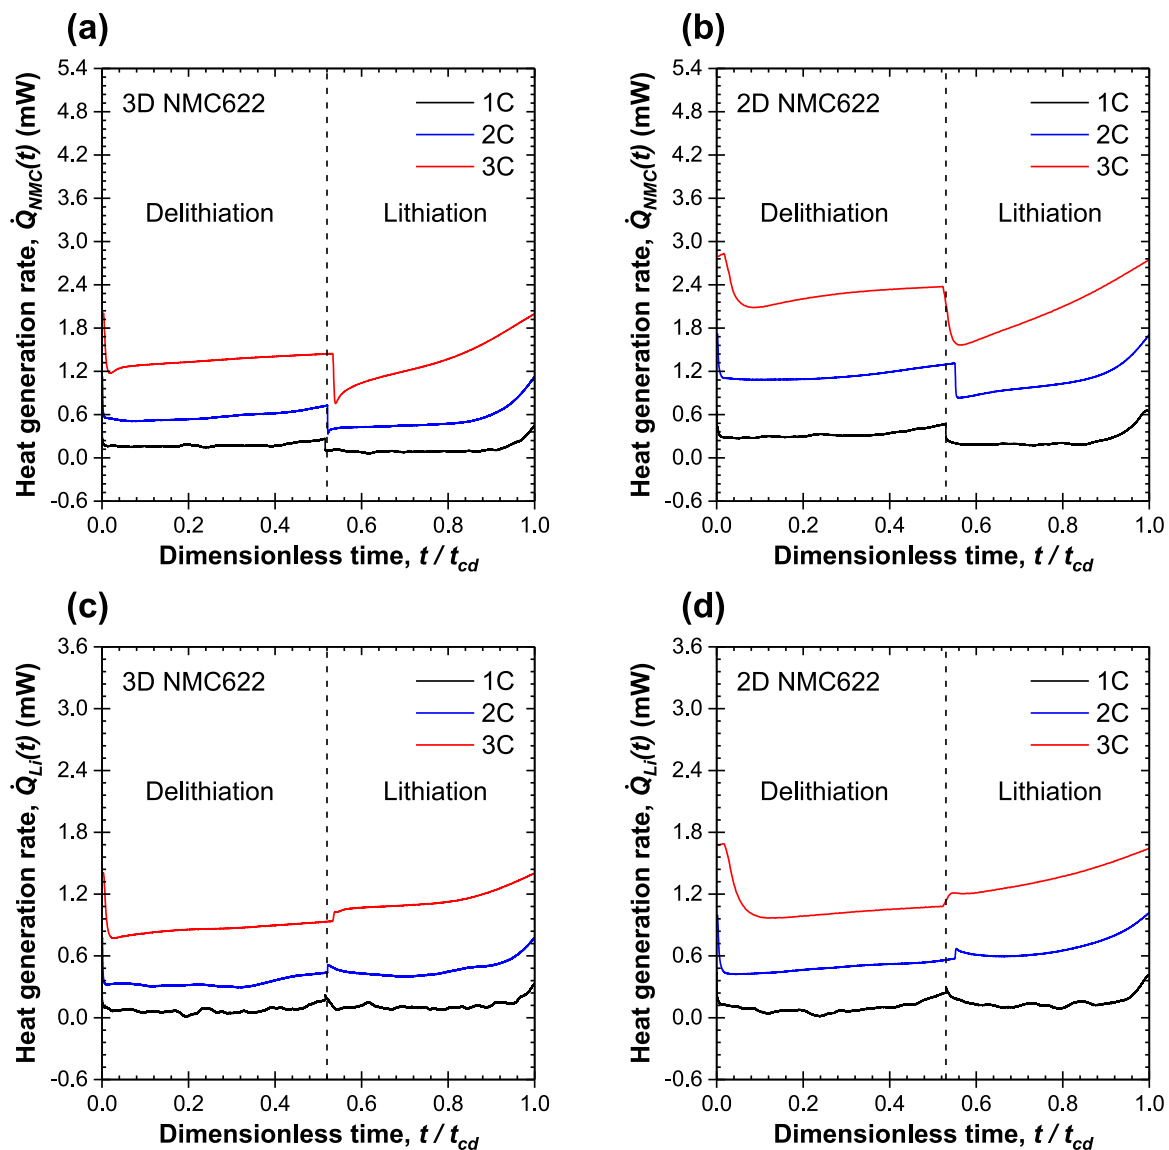 (a)
Heat generation rate, Q̇_NMC(t) (mW)
5.4
4.8
4.2
3.6
3.0
2.4
1.8
1.2
0.6
0.0
-0.6
3D NMC622
1C
2C
3C
Delithiation
Lithiation
0.0 0.2 0.4 0.6 0.8 1.0
Dimensionless time, t / t_cd
(b)
Heat generation rate, Q̇_NMC(t) (mW)
5.4
4.8
4.2
3.6
3.0
2.4
1.8
1.2
0.6
0.0
-0.6
2D NMC622
1C
2C
3C
Delithiation
Lithiation
0.0 0.2 0.4 0.6 0.8 1.0
Dimensionless time, t / t_cd
(c)
Heat generation rate, Q̇_Li(t) (mW)
3.6
3.0
2.4
1.8
1.2
0.6
0.0
-0.6
3D NMC622
1C
2C
3C
Delithiation
Lithiation
0.0 0.2 0.4 0.6 0.8 1.0
Dimensionless time, t / t_cd
(d)
Heat generation rate, Q̇_Li(t) (mW)
3.6
3.0
2.4
1.8
1.2
0.6
0.0
-0.6
2D NMC622
1C
2C
3C
Delithiation
Lithiation
0.0 0.2 0.4 0.6 0.8 1.0
Dimensionless time, t / t_cd